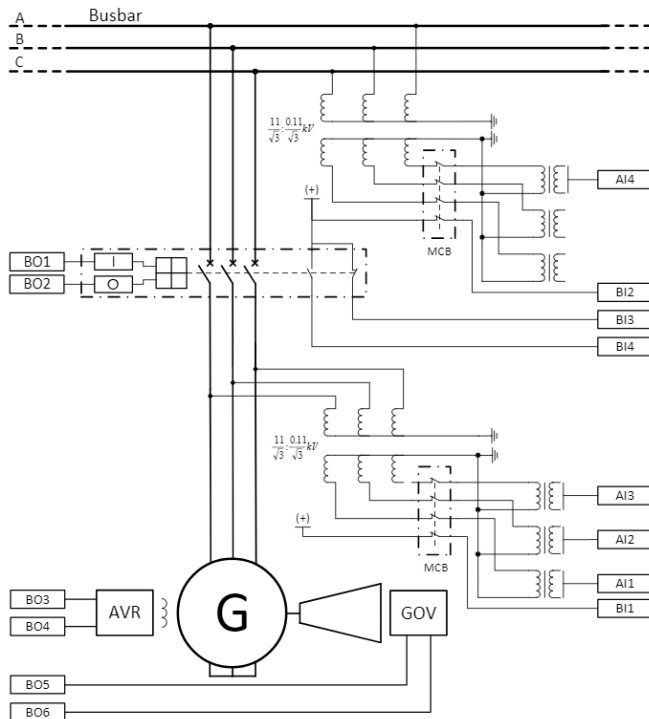 A
Busbar
B
C
11/√3 : 0.11/√3 kV
AI4
(+)
MCB
BO1
I
BO2
O
BI2
BI3
BI4
11/√3 : 0.11/√3 kV
AI3
(+)
AI2
MCB
AI1
BI1
BO3
AVR
G
GOV
BO4
BO5
BO6